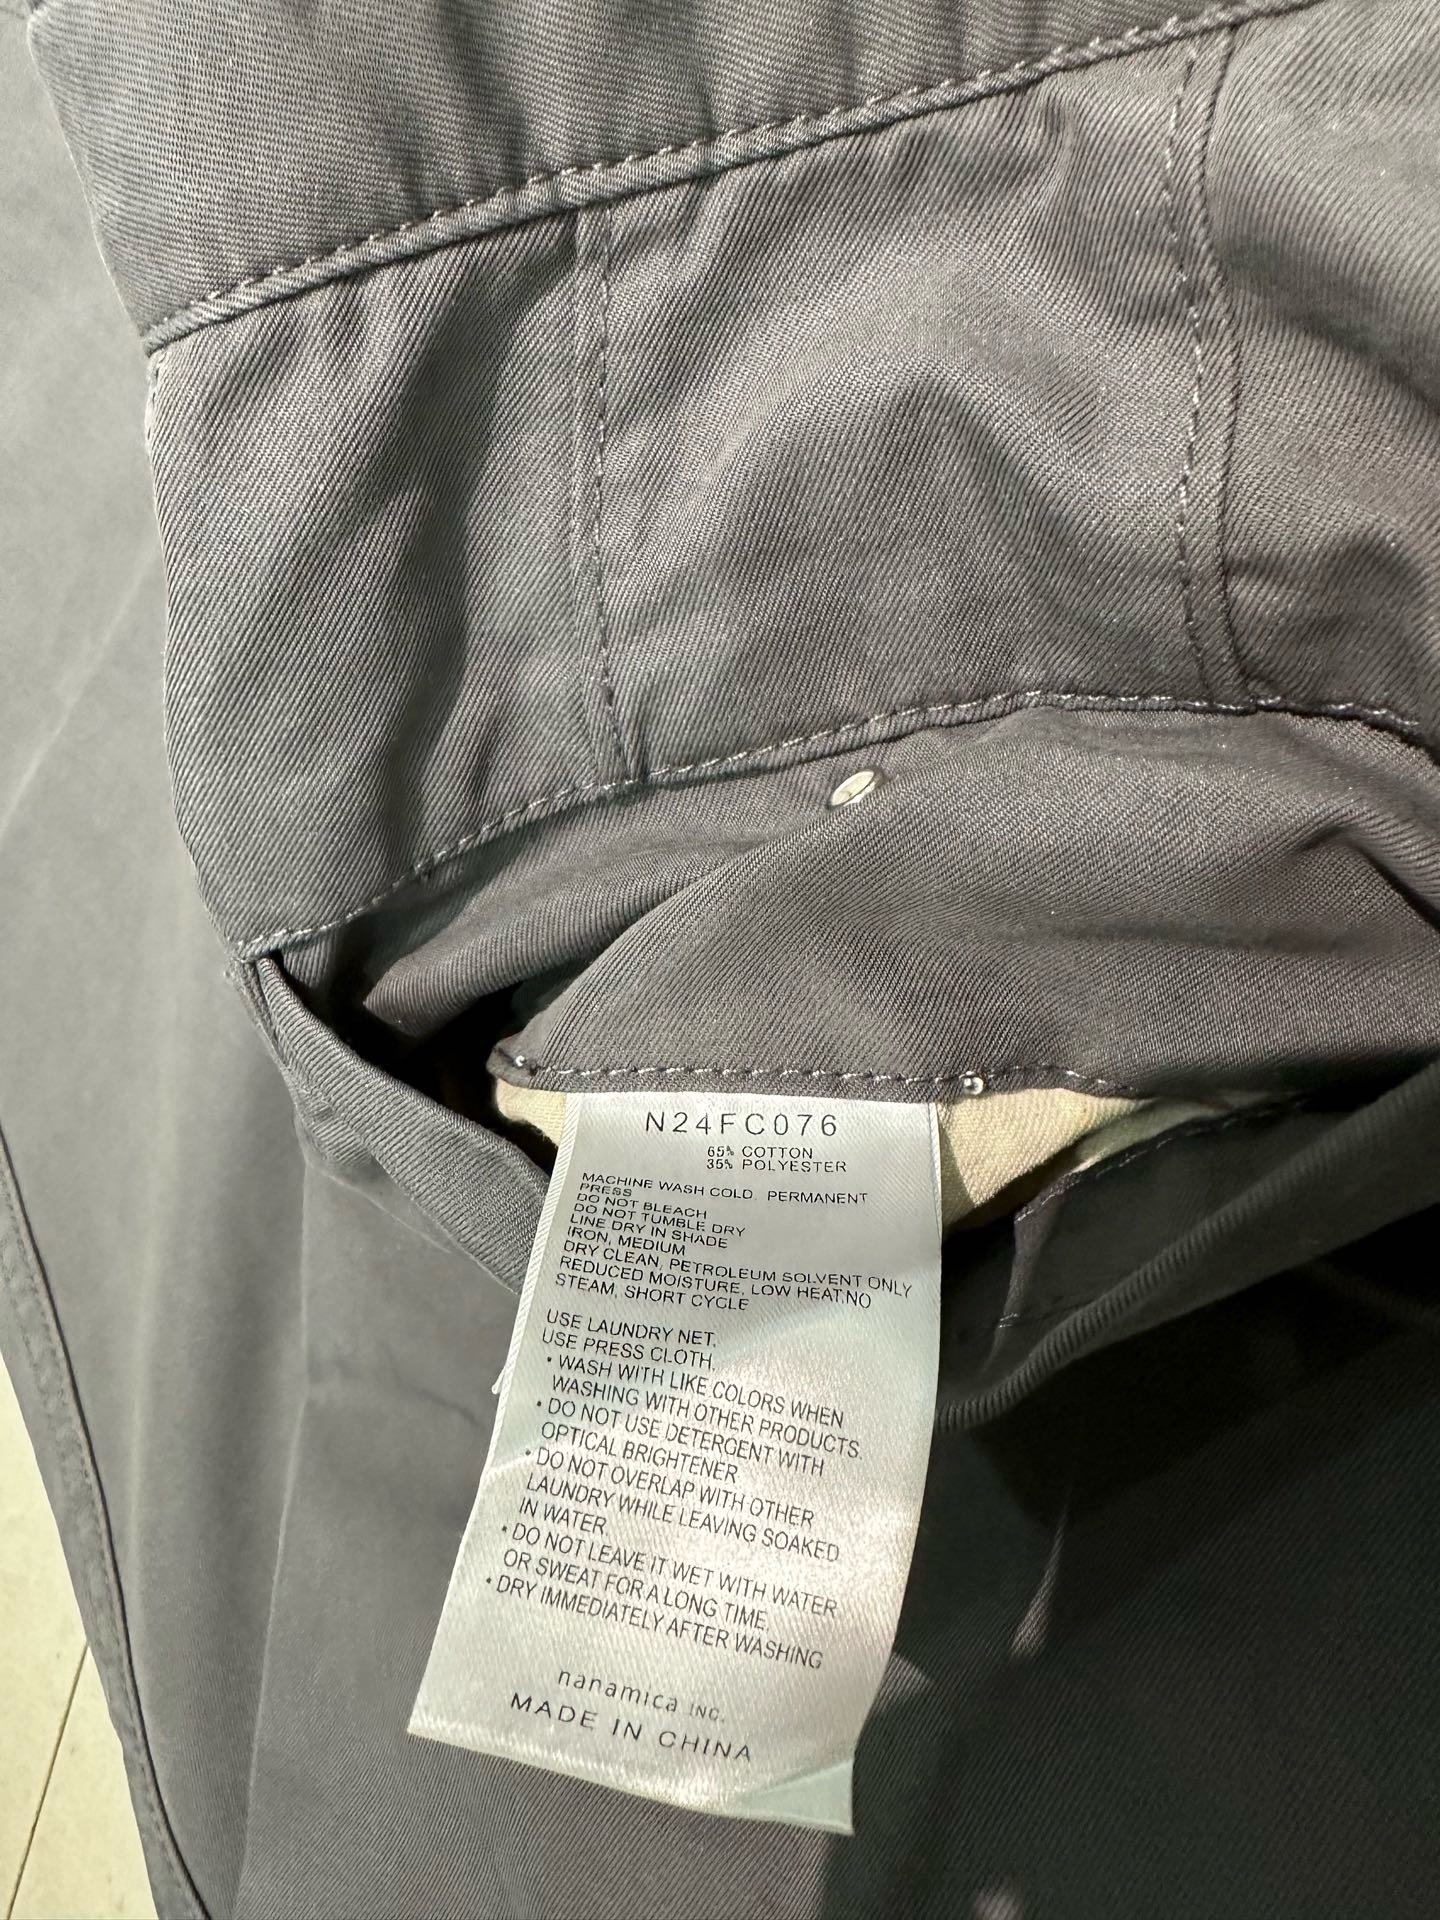 N24FC076
65% COTTON
35% POLYESTER
MACHINE WASH COLD. PERMANENT
PRESS
DO NOT BLEACH
DO NOT TUMBLE DRY
LINE DRY IN SHADE
IRON, MEDIUM
DRY CLEAN, PETROLEUM SOLVENT ONLY
REDUCED MOISTURE, LOW HEAT,NO
STEAM, SHORT CYCLE
USE LAUNDRY NET.
USE PRESS CLOTH.
• WASH WITH LIKE COLORS WHEN
WASHING WITH OTHER PRODUCTS.
• DO NOT USE DETERGENT WITH
OPTICAL BRIGHTENER
• DO NOT OVERLAP WITH OTHER
LAUNDRY WHILE LEAVING SOAKED
IN WATER.
• DO NOT LEAVE IT WET WITH WATER
OR SWEAT FOR A LONG TIME.
• DRY IMMEDIATELY AFTER WASHING
nanamica INC.
MADE IN CHINA